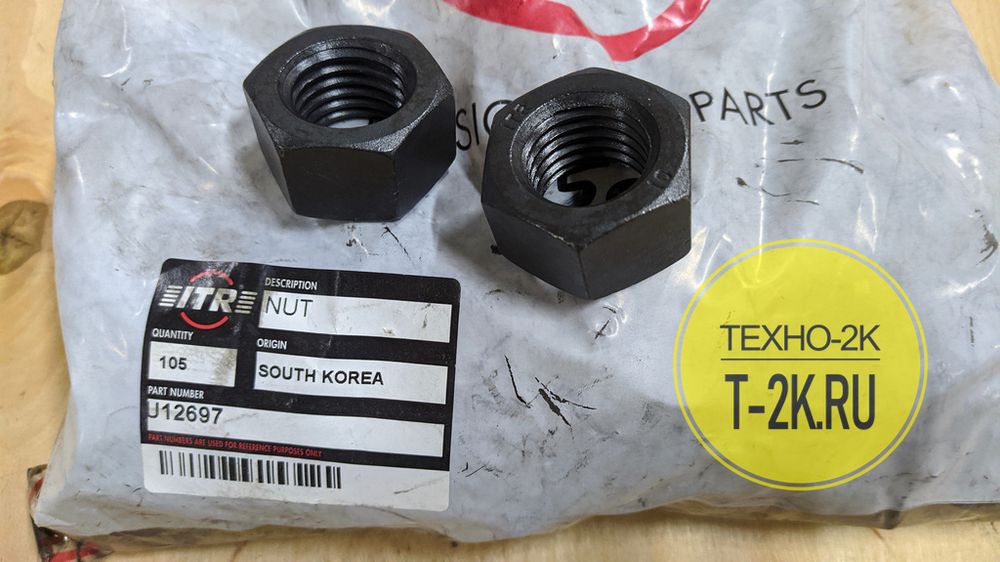 PARTS
10
ITR
DESCRIPTION
NUT
QUANTITY
105
ORIGIN
SOUTH KOREA
PART NUMBER
U12697
PART NUMBERS ARE USED FOR REFERENCE PURPOSES ONLY
ТЕХНО-2К
T-2K.RU